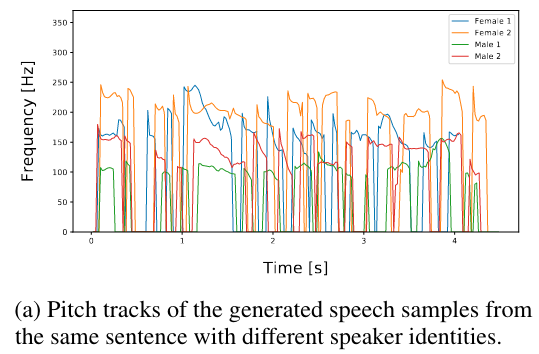 350
300
250
200
150
100
50
0
Frequency [Hz]
Female 1
Female 2
Male 1
Male 2
0 1 2 3 4
Time [s]
(a) Pitch tracks of the generated speech samples from
the same sentence with different speaker identities.